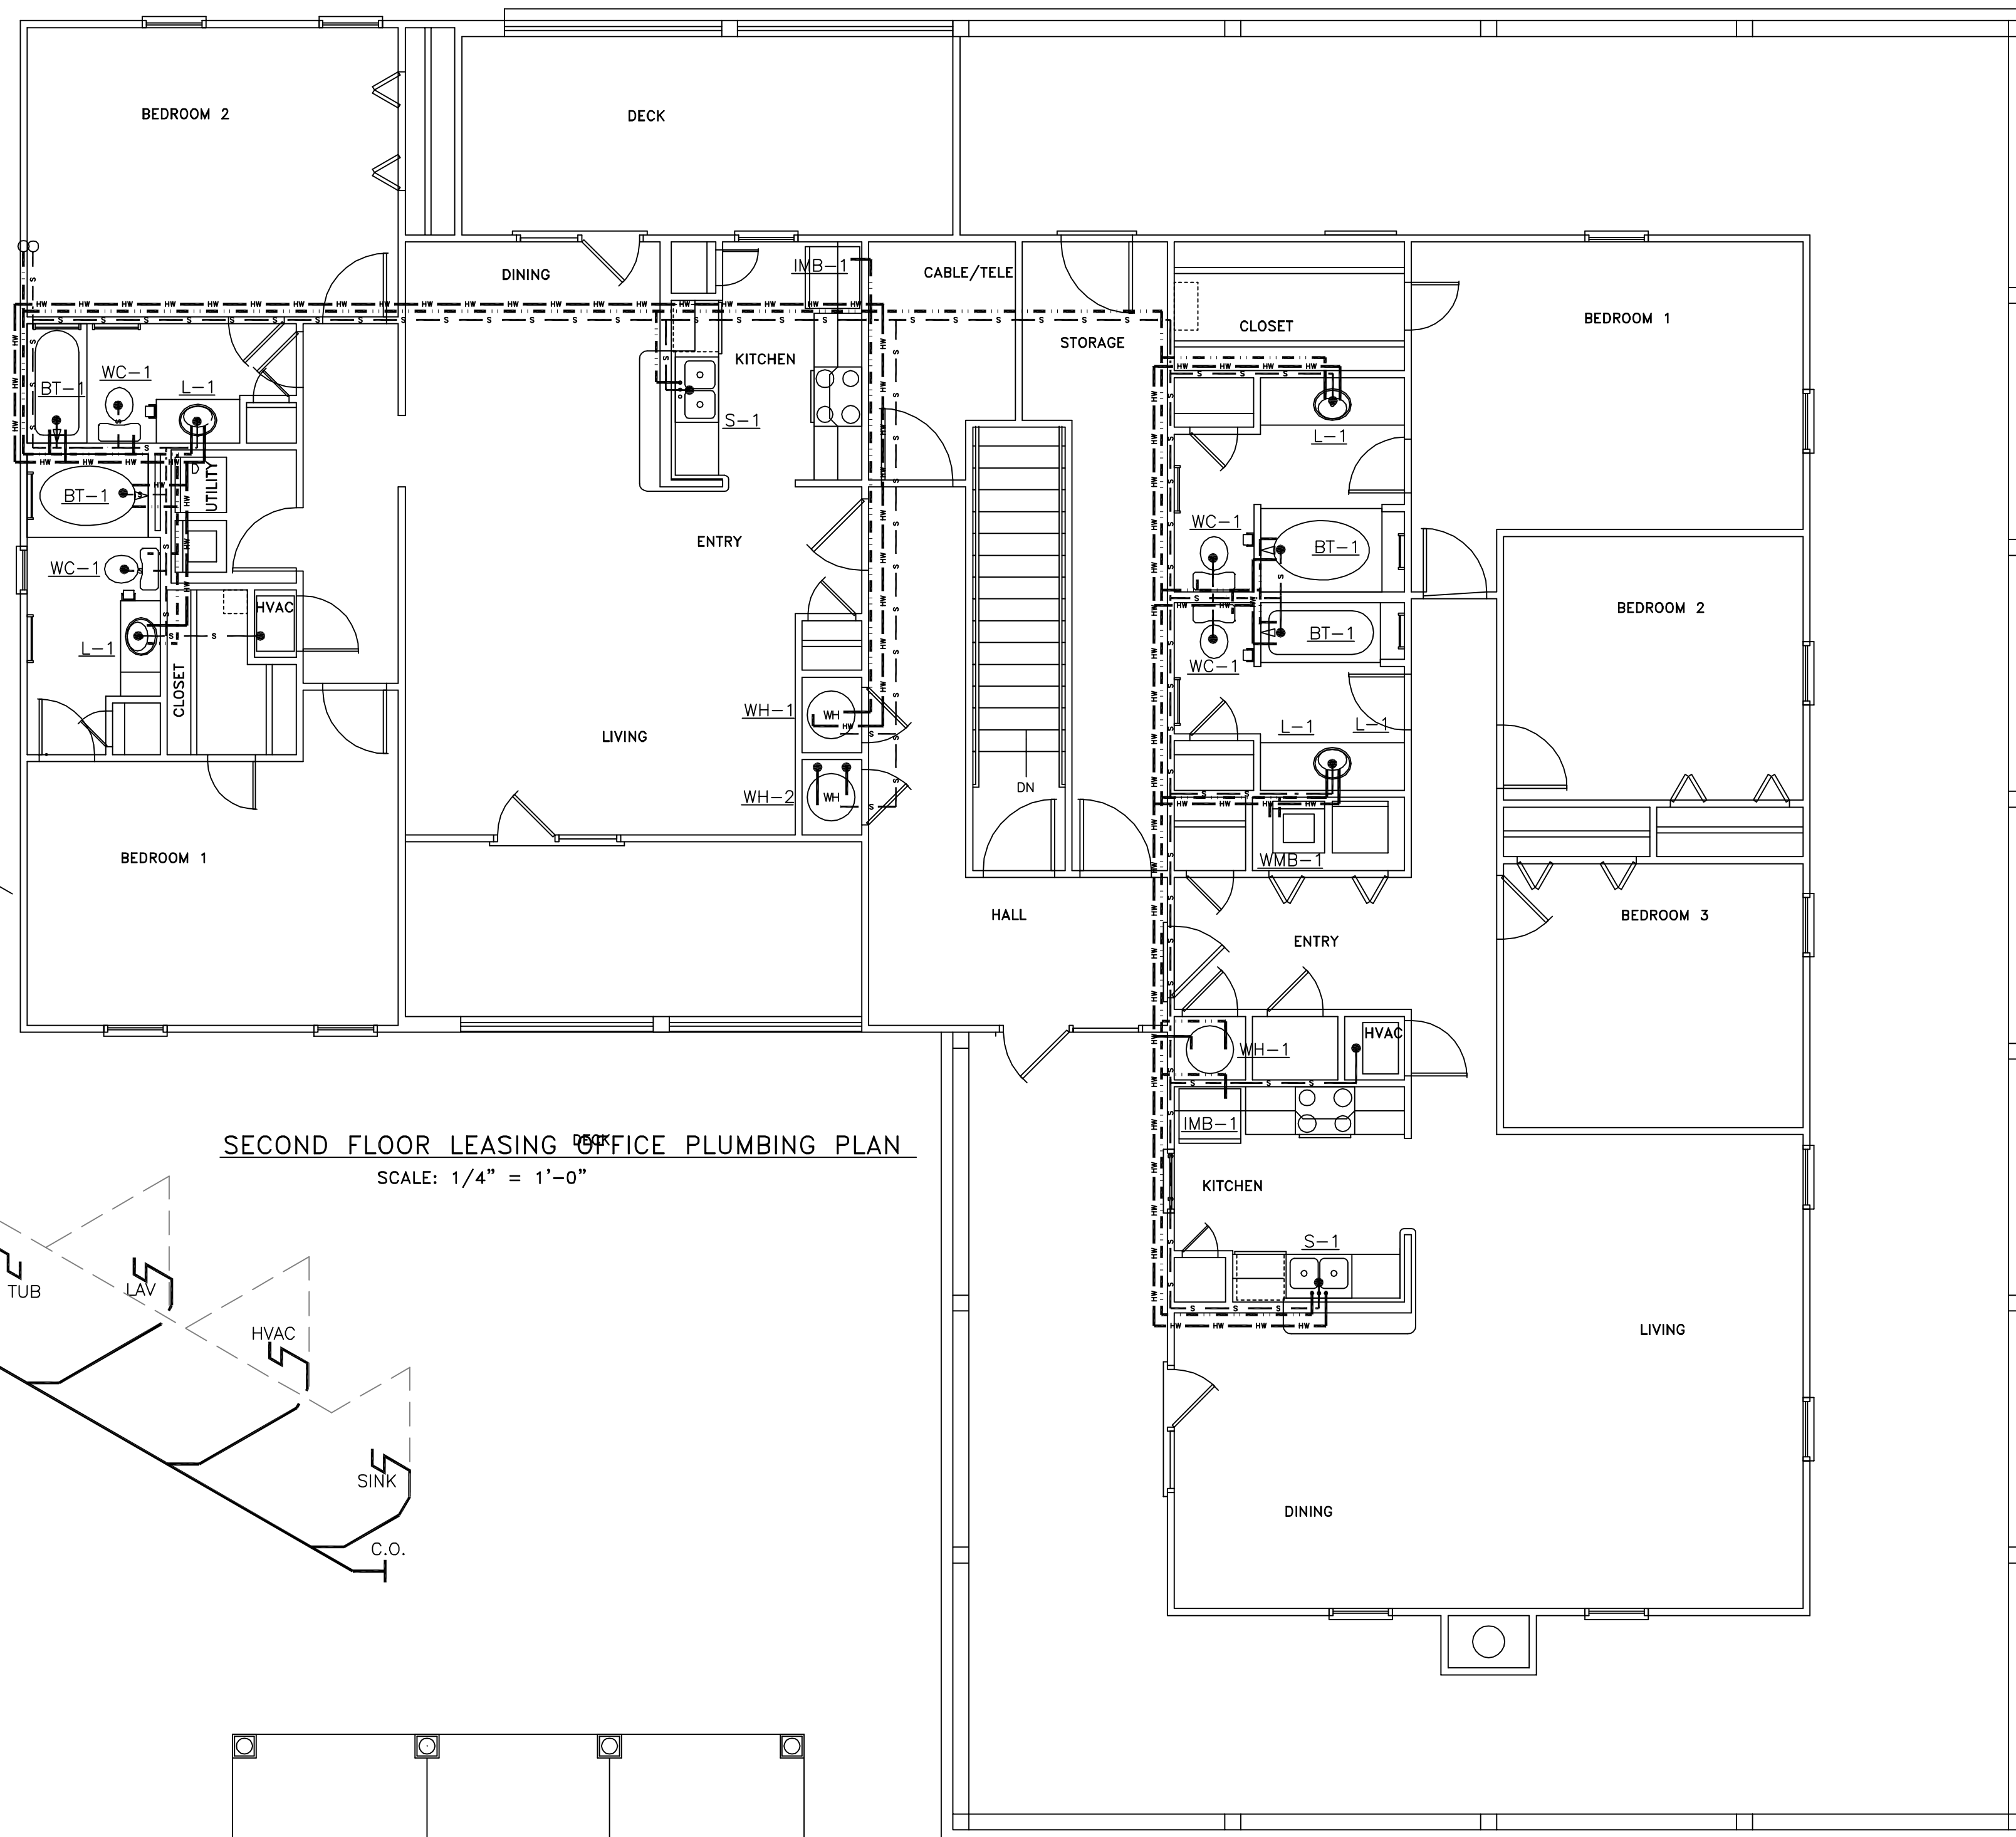 BEDROOM 2
DECK
DINING
IMB-1
CABLE/TELE
BEDROOM 1
CLOSET
STORAGE
KITCHEN
WC-1
L-1
BT-1
S-1
L-1
UTILITY
D
BT-1
WC-1
BT-1
ENTRY
WC-1
HVAC
BEDROOM 2
L-1
BT-1
WC-1
CLOSET
WH-1
WH
HW
LIVING
L-1
L-1
DN
WH-2
WH
BEDROOM 1
WMB-1
HALL
BEDROOM 3
ENTRY
WH-1
HVAC
IMB-1
DECK
SECOND FLOOR LEASING OFFICE PLUMBING PLAN
SCALE: 1/4" = 1'-0"
KITCHEN
S-1
TUB
LAV
HVAC
LIVING
SINK
DINING
C.O.